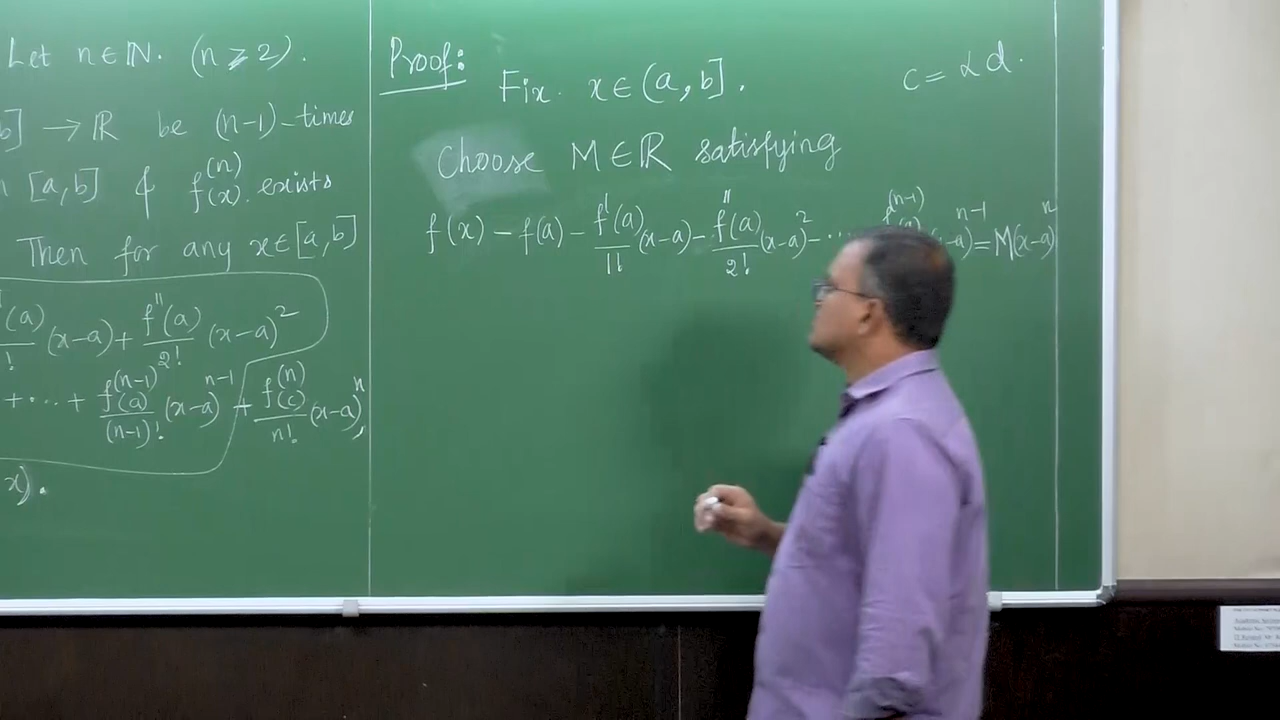 Let n ∈ ℕ. (n ⩾ 2).
b] → ℝ be (n-1)-times
[a,b] & f^{(n)}(x). exists
Then for any x ∈ [a,b]
(a)/! (x-a) + f''(a)/2! (x-a)^2
+ ⋯ + f^{(n-1)}(a)/(n-1)! (x-a)^{n-1} + f^{(n)}(c)/n! (x-a)^n,
x).
Proof:
Fix. x ∈ (a, b].
c = αd.
Choose M ∈ ℝ satisfying
f(x) - f(a) - f'(a)/1! (x-a) - f''(a)/2! (x-a)^2 - ⋯ f^{(n-1)}(a) (x-a)^{n-1} = M(x-a)^n